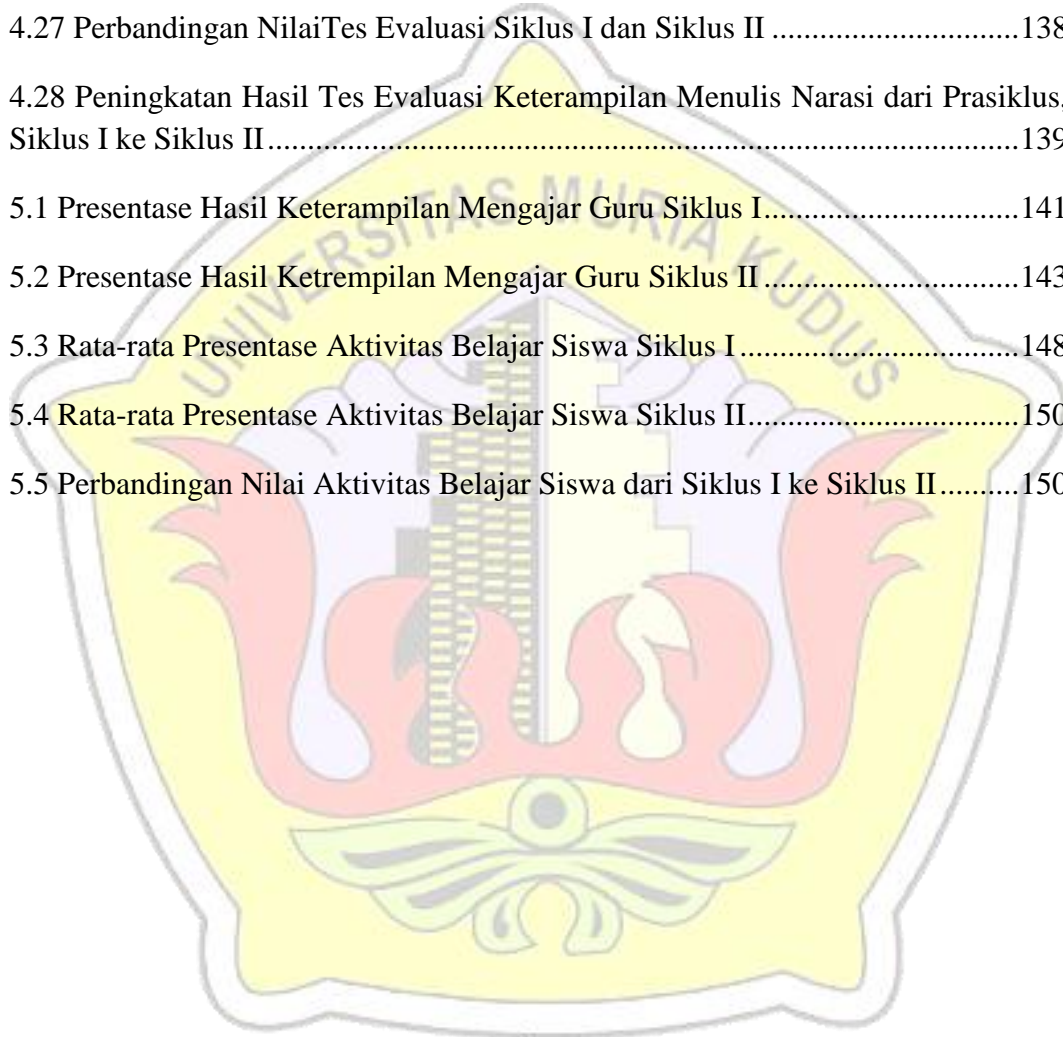 4.27 Perbandingan NilaiTes Evaluasi Siklus I dan Siklus II ...............................138
4.28 Peningkatan Hasil Tes Evaluasi Keterampilan Menulis Narasi dari Prasiklus,
Siklus I ke Siklus II...............................................................................................139
5.1 Presentase Hasil Keterampilan Mengajar Guru Siklus I................................141
5.2 Presentase Hasil Ketrempilan Mengajar Guru Siklus II ................................143
5.3 Rata-rata Presentase Aktivitas Belajar Siswa Siklus I...................................148
5.4 Rata-rata Presentase Aktivitas Belajar Siswa Siklus II..................................150
5.5 Perbandingan Nilai Aktivitas Belajar Siswa dari Siklus I ke Siklus II..........150
UNIVERSITAS MURIA KUDUS